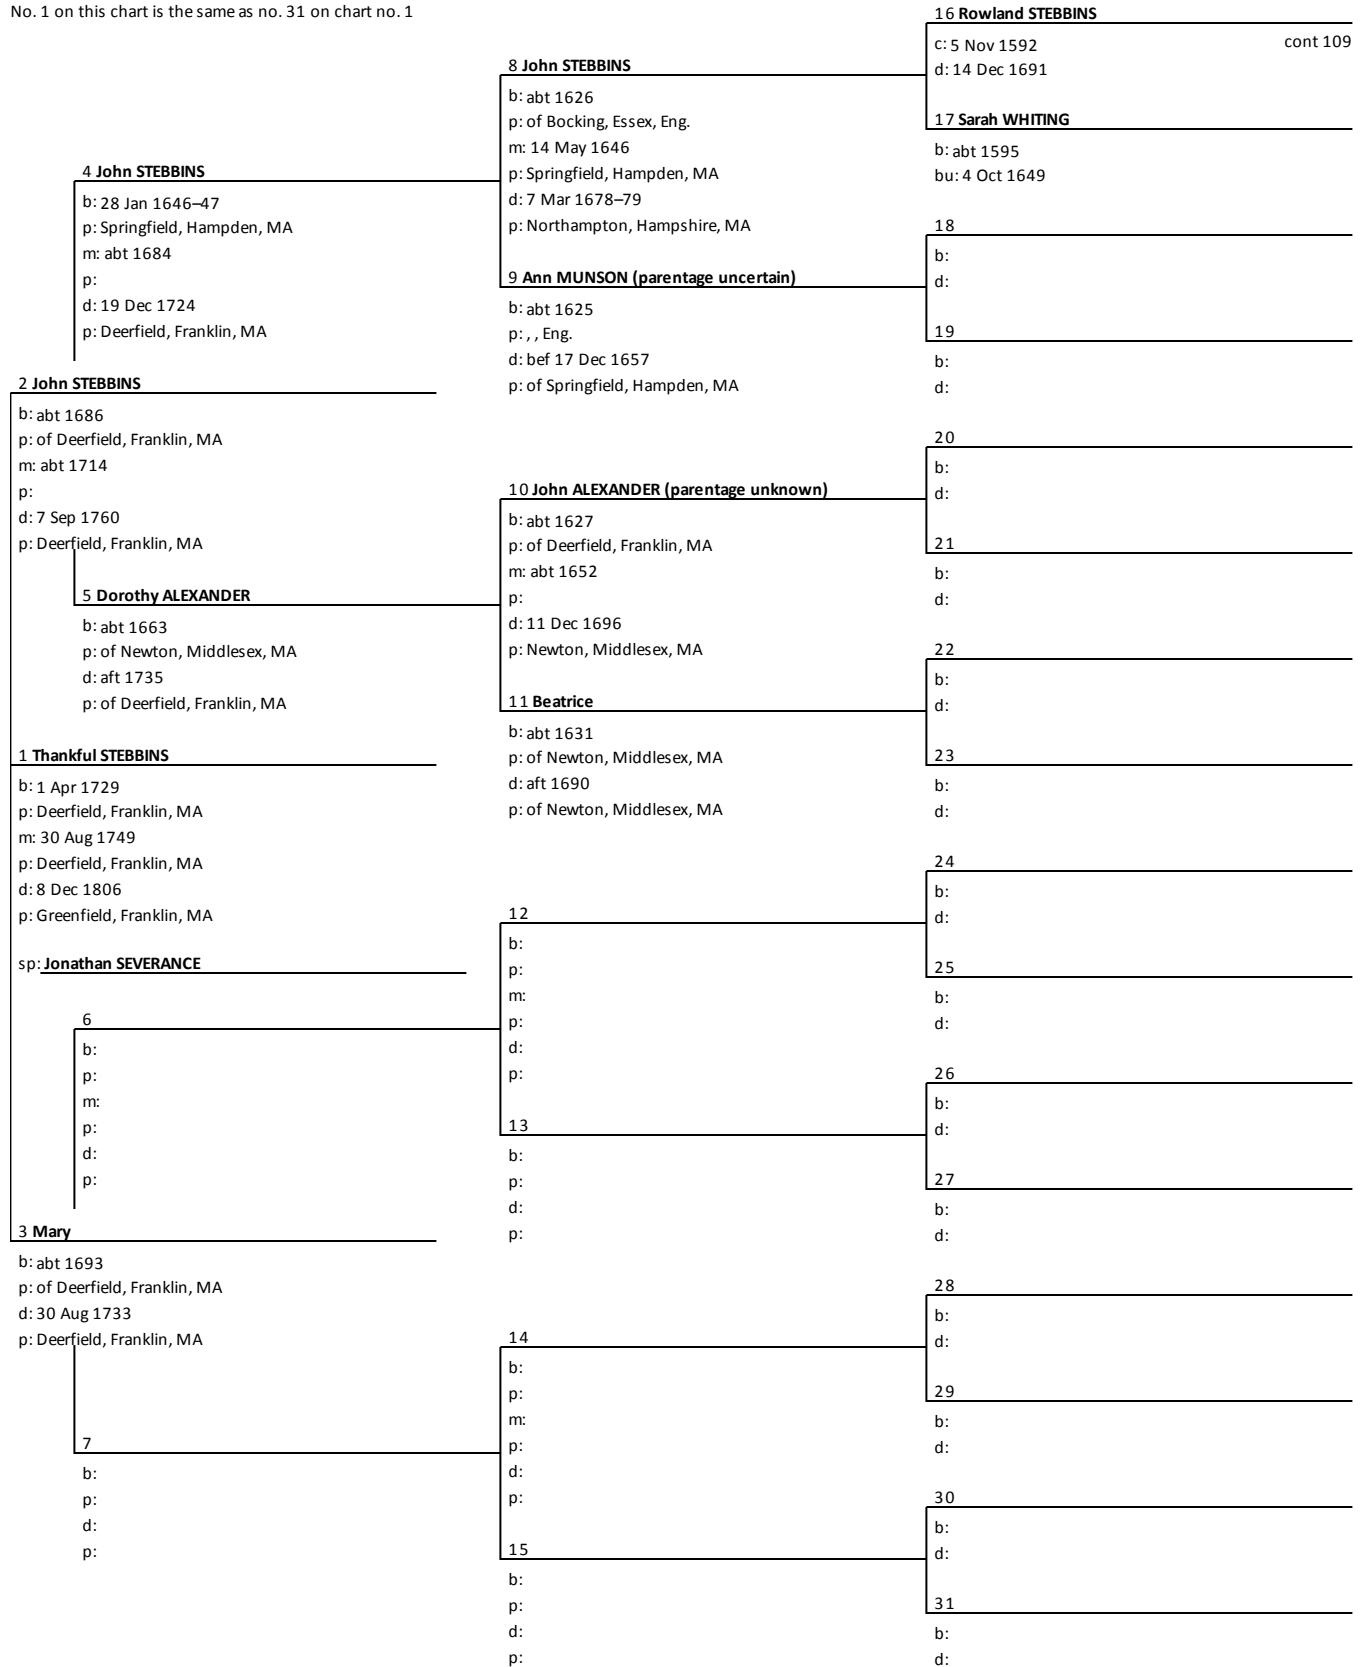 No. 1 on this chart is the same as no. 31 on chart no. 1
2 John STEBBINS
b: abt 1686
p: of Deerfield, Franklin, MA
m: abt 1714
p:
d: 7 Sep 1760
p: Deerfield, Franklin, MA
1 Thankful STEBBINS
b: 1 Apr 1729
p: Deerfield, Franklin, MA
m: 30 Aug 1749
p: Deerfield, Franklin, MA
d: 8 Dec 1806
p: Greenfield, Franklin, MA
sp: Jonathan SEVERANCE
3 Mary
b: abt 1693
p: of Deerfield, Franklin, MA
d: 30 Aug 1733
p: Deerfield, Franklin, MA
4 John STEBBINS
b: 28 Jan 1646–47
p: Springfield, Hampden, MA
m: abt 1684
p:
d: 19 Dec 1724
p: Deerfield, Franklin, MA
5 Dorothy ALEXANDER
b: abt 1663
p: of Newton, Middlesex, MA
d: aft 1735
p: of Deerfield, Franklin, MA
6
b:
p:
m:
p:
d:
p:
7
b:
p:
d:
p:
8 John STEBBINS
b: abt 1626
p: of Bocking, Essex, Eng.
m: 14 May 1646
p: Springfield, Hampden, MA
d: 7 Mar 1678–79
p: Northampton, Hampshire, MA
9 Ann MUNSON (parentage uncertain)
b: abt 1625
p: , , Eng.
d: bef 17 Dec 1657
p: of Springfield, Hampden, MA
10 John ALEXANDER (parentage unknown)
b: abt 1627
p: of Deerfield, Franklin, MA
m: abt 1652
p:
d: 11 Dec 1696
p: Newton, Middlesex, MA
11 Beatrice
b: abt 1631
p: of Newton, Middlesex, MA
d: aft 1690
p: of Newton, Middlesex, MA
12
b:
p:
m:
p:
d:
p:
13
b:
p:
d:
p:
14
b:
p:
m:
p:
d:
p:
15
b:
p:
d:
p:
16 Rowland STEBBINS
c: 5 Nov 1592 cont 109
d: 14 Dec 1691
17 Sarah WHITING
b: abt 1595
bu: 4 Oct 1649
18
b:
d:
19
b:
d:
20
b:
d:
21
b:
d:
22
b:
d:
23
b:
d:
24
b:
d:
25
b:
d:
26
b:
d:
27
b:
d:
28
b:
d:
29
b:
d:
30
b:
d:
31
b:
d: